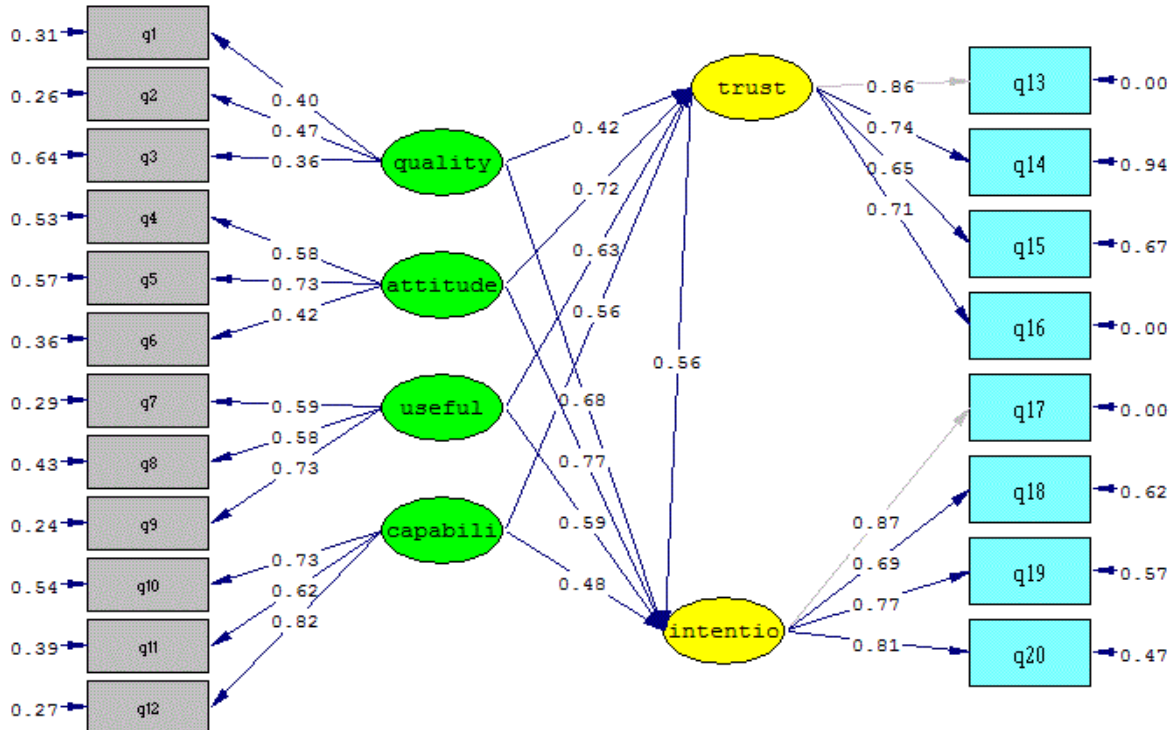 0.31 q1
0.26 q2
0.64 q3
0.53 q4
0.57 q5
0.36 q6
0.29 q7
0.43 q8
0.24 q9
0.54 q10
0.39 q11
0.27 q12
0.40
0.47
0.36
0.58
0.73
0.42
0.59
0.58
0.73
0.73
0.62
0.82
quality
attitude
useful
capabili
0.42
0.72
0.63
0.56
0.68
0.77
0.59
0.48
0.56
trust
intentio
0.86
0.74
0.65
0.71
0.87
0.69
0.77
0.81
q13 0.00
q14 0.94
q15 0.67
q16 0.00
q17 0.00
q18 0.62
q19 0.57
q20 0.47